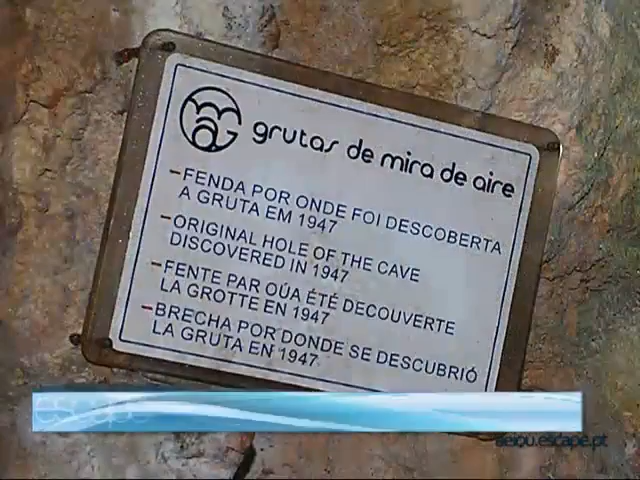 grutas de mira de aire
-FENDA POR ONDE FOI DESCOBERTA
A GRUTA EM 1947
-ORIGINAL HOLE OF THE CAVE
DISCOVERED IN 1947
-FENTE PAR OÚA ÉTÉ DECOUVERTE
LA GROTTE EN 1947
-BRECHA POR DONDE SE DESCUBRIÓ
LA GRUTA EN 1947
escape
aeiou.escape.pt